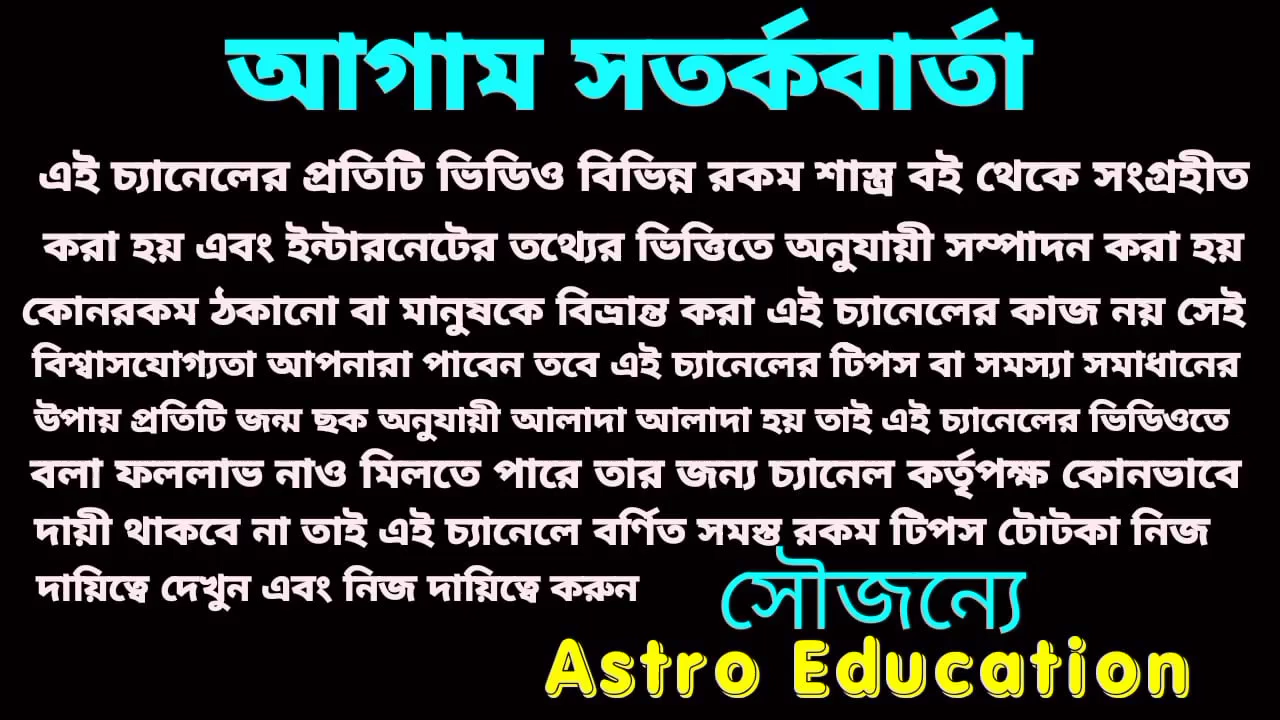 আগাম সতর্কবার্তা
এই চ্যানেলের প্রতিটি ভিডিও বিভিন্ন রকম শাস্ত্র বই থেকে সংগ্রহীত
করা হয় এবং ইন্টারনেটের তথ্যের ভিত্তিতে অনুযায়ী সম্পাদন করা হয়
কোনরকম ঠকানো বা মানুষকে বিভ্রান্ত করা এই চ্যানেলের কাজ নয় সেই
বিশ্বাসযোগ্যতা আপনারা পাবেন তবে এই চ্যানেলের টিপস বা সমস্যা সমাধানের
উপায় প্রতিটি জন্ম ছক অনুযায়ী আলাদা আলাদা হয় তাই এই চ্যানেলের ভিডিওতে
বলা ফললাভ নাও মিলতে পারে তার জন্য চ্যানেল কর্তৃপক্ষ কোনভাবে
দায়ী থাকবে না তাই এই চ্যানেলে বর্ণিত সমস্ত রকম টিপস টোটকা নিজ
দায়িত্বে দেখুন এবং নিজ দায়িত্বে করুন
সৌজন্যে
Astro Education